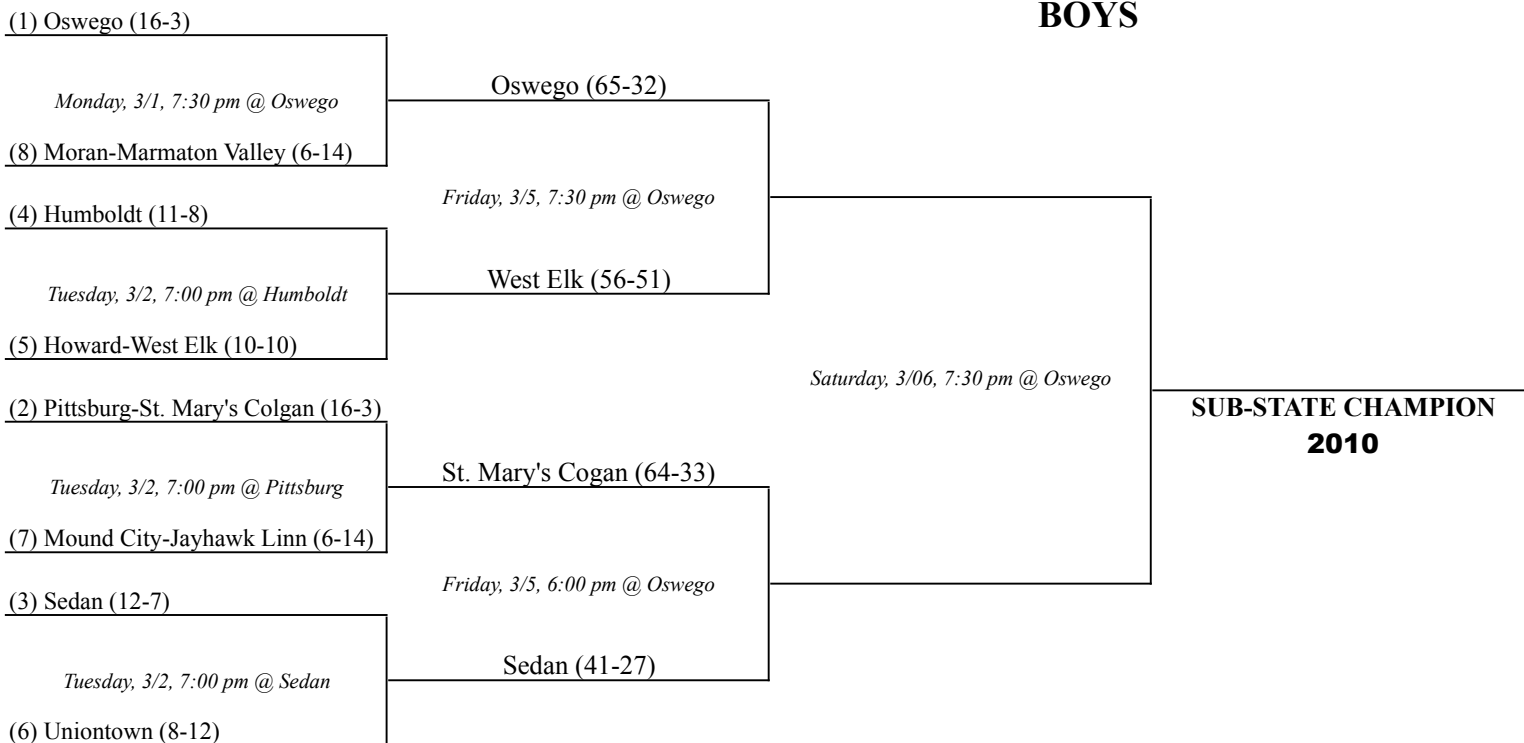 BOYS
(1) Oswego (16-3)
Monday, 3/1, 7:30 pm @ Oswego
(8) Moran-Marmaton Valley (6-14)
Oswego (65-32)
Friday, 3/5, 7:30 pm @ Oswego
(4) Humboldt (11-8)
Tuesday, 3/2, 7:00 pm @ Humboldt
(5) Howard-West Elk (10-10)
West Elk (56-51)
Saturday, 3/06, 7:30 pm @ Oswego
SUB-STATE CHAMPION
2010
(2) Pittsburg-St. Mary's Colgan (16-3)
Tuesday, 3/2, 7:00 pm @ Pittsburg
(7) Mound City-Jayhawk Linn (6-14)
St. Mary's Cogan (64-33)
Friday, 3/5, 6:00 pm @ Oswego
(3) Sedan (12-7)
Tuesday, 3/2, 7:00 pm @ Sedan
(6) Uniontown (8-12)
Sedan (41-27)